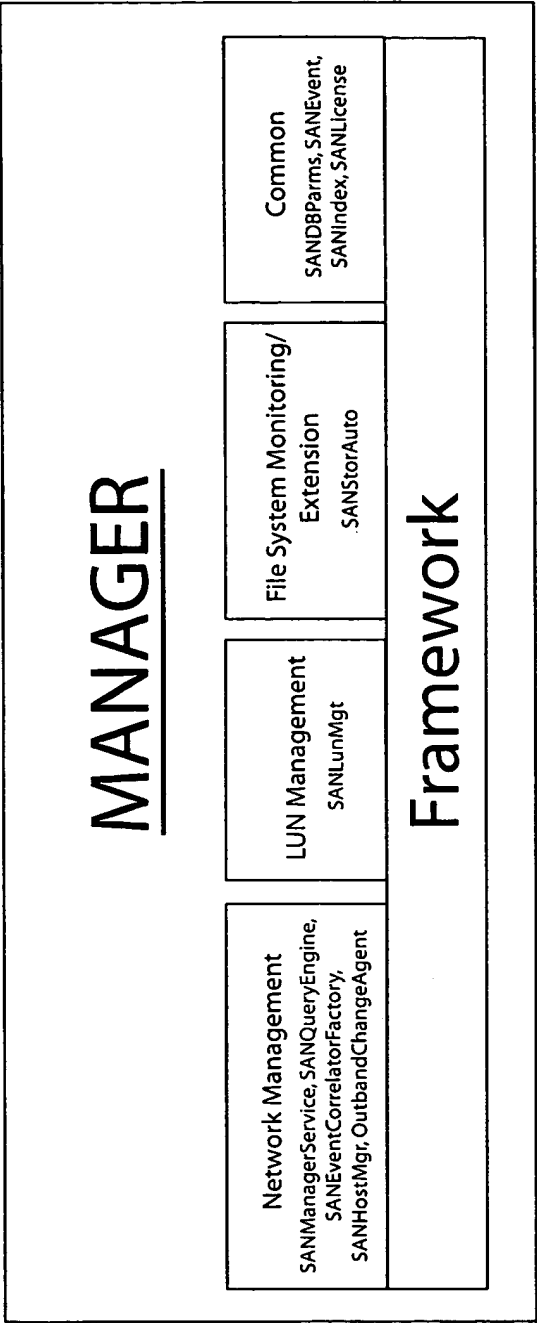 MANAGER
Network Management
SANManagerService, SANQueryEngine,
SANEventCorrelatorFactory,
SANHostMgr, OutbandChangeAgent
LUN Management
SANLunMgt
File System Monitoring/
Extension
.SANStorAuto
Common
SANDBParms, SANEvent,
SANIndex, SANLicense
Framework